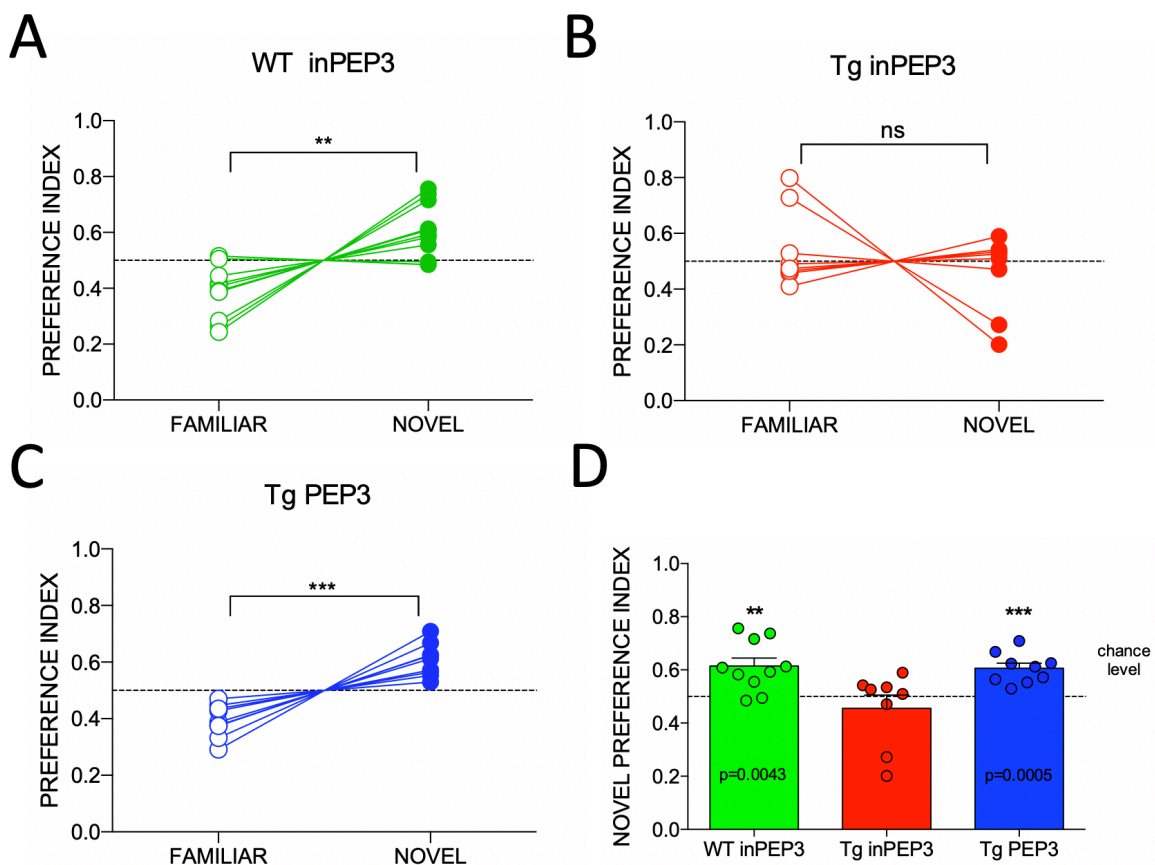 A
WT inPEP3
PREFERENCE INDEX
1.0
0.8
0.6
0.4
0.2
0.0
**
FAMILIAR
NOVEL
B
Tg inPEP3
PREFERENCE INDEX
1.0
0.8
0.6
0.4
0.2
0.0
ns
FAMILIAR
NOVEL
C
Tg PEP3
PREFERENCE INDEX
1.0
0.8
0.6
0.4
0.2
0.0
***
FAMILIAR
NOVEL
D
NOVEL PREFERENCE INDEX
1.0
0.8
0.6
0.4
0.2
0.0
**
***
chance
level
p=0.0043
p=0.0005
WT inPEP3
Tg inPEP3
Tg PEP3